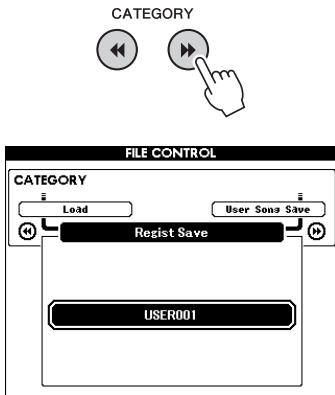 CATEGORY
FILE CONTROL
CATEGORY
Load
User Song Save
Regist Save
USER001